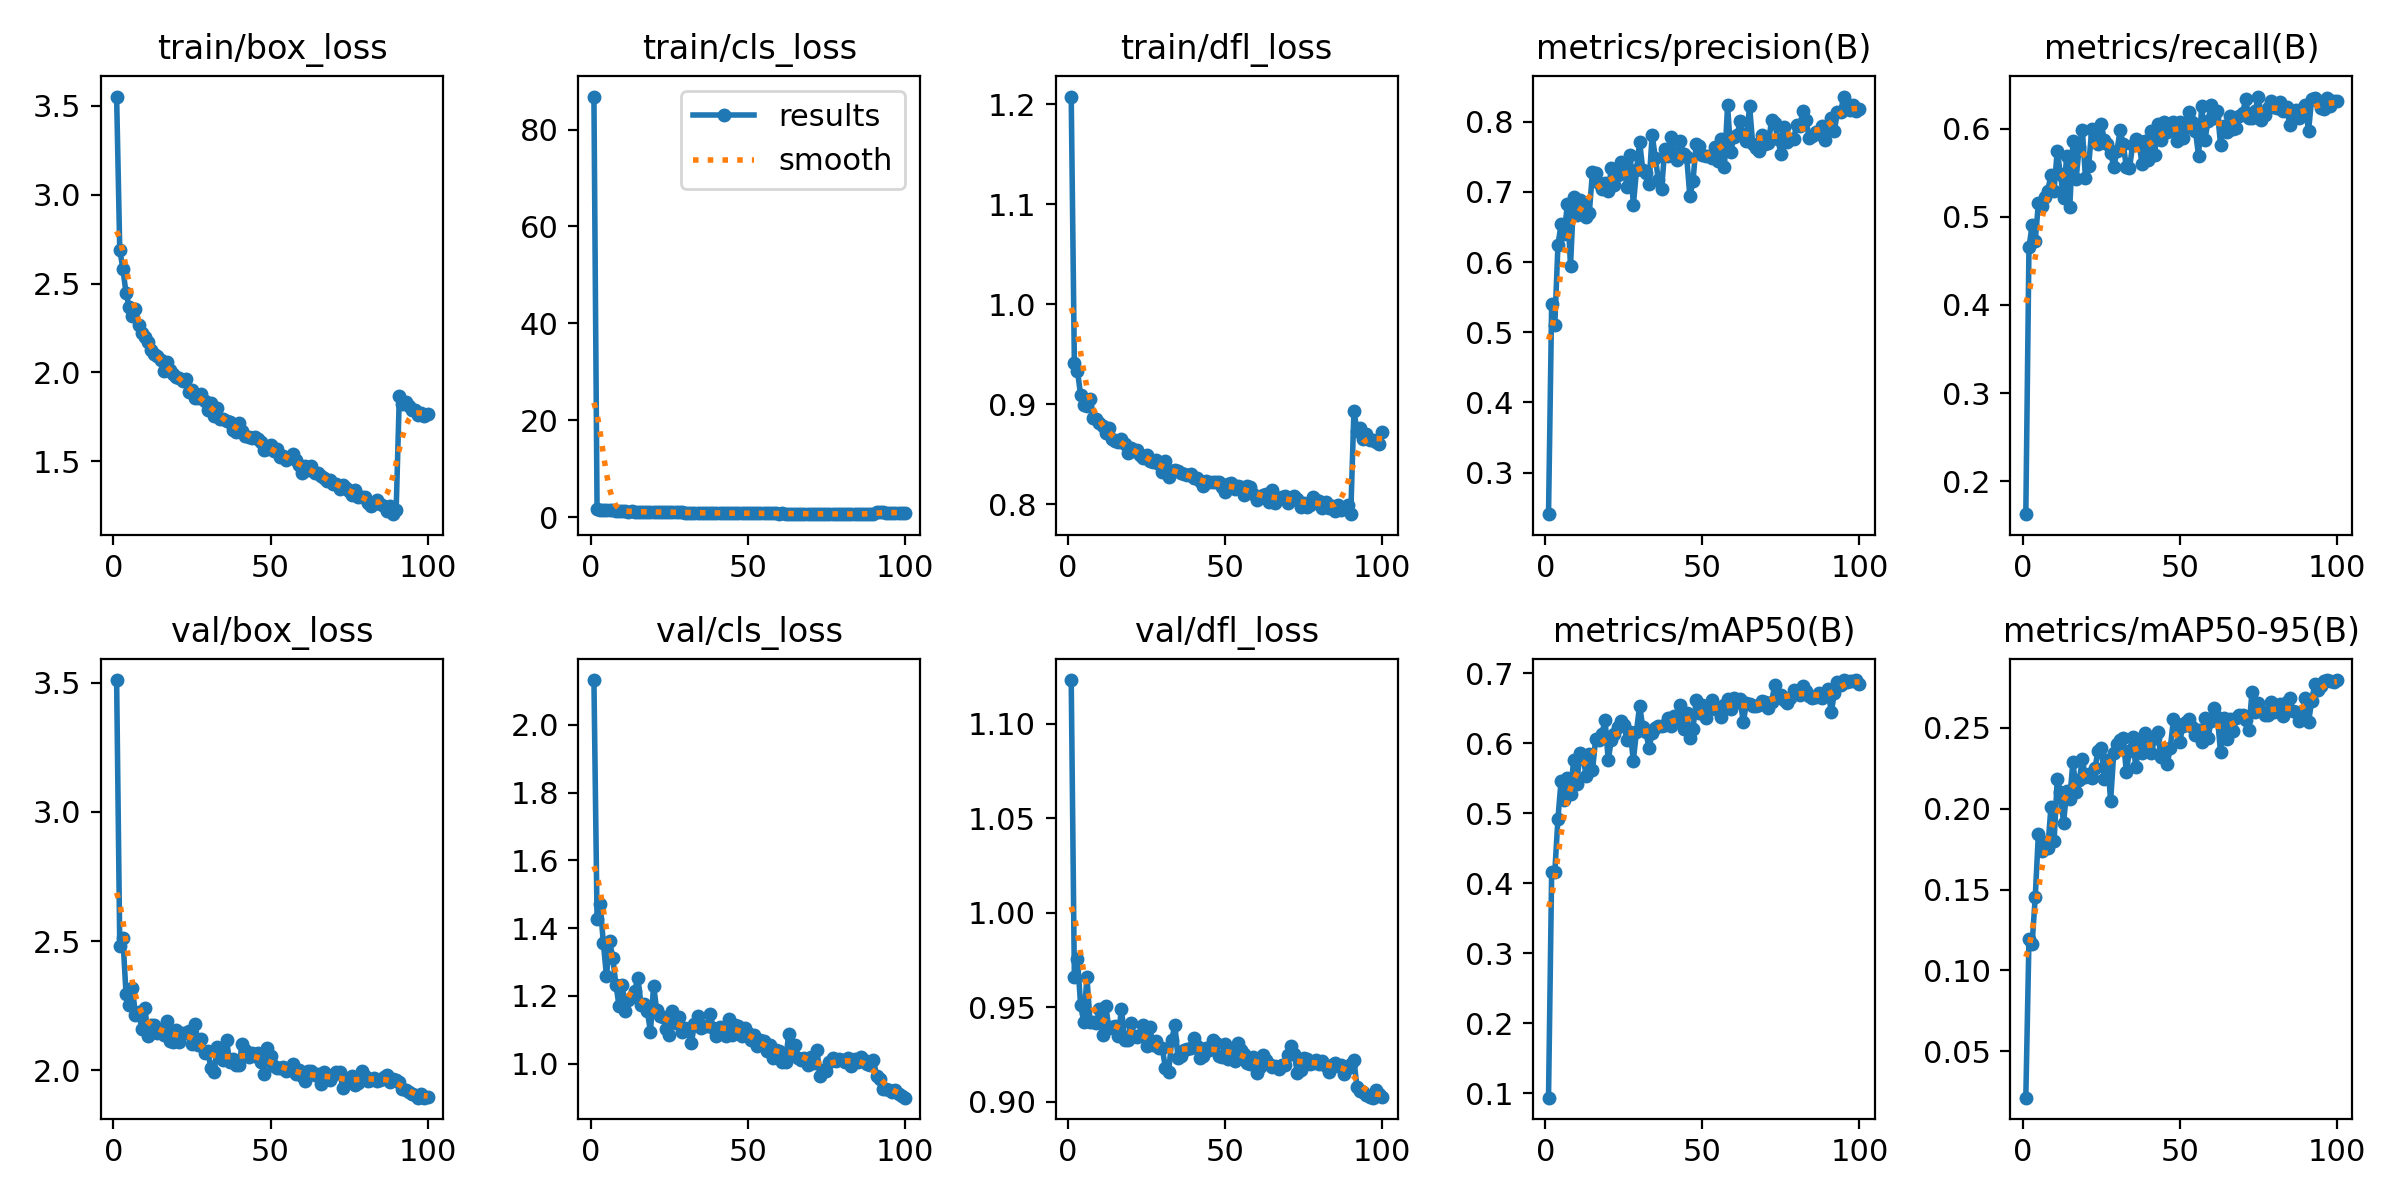 train/box_loss
3.5
3.0
2.5
2.0
1.5
0 50 100
train/cls_loss
results
smooth
80
60
40
20
0
0 50 100
train/dfl_loss
1.2
1.1
1.0
0.9
0.8
0 50 100
metrics/precision(B)
0.8
0.7
0.6
0.5
0.4
0.3
0 50 100
metrics/recall(B)
0.6
0.5
0.4
0.3
0.2
0 50 100
val/box_loss
3.5
3.0
2.5
2.0
0 50 100
val/cls_loss
2.0
1.8
1.6
1.4
1.2
1.0
0 50 100
val/dfl_loss
1.10
1.05
1.00
0.95
0.90
0 50 100
metrics/mAP50(B)
0.7
0.6
0.5
0.4
0.3
0.2
0.1
0 50 100
metrics/mAP50-95(B)
0.25
0.20
0.15
0.10
0.05
0 50 100